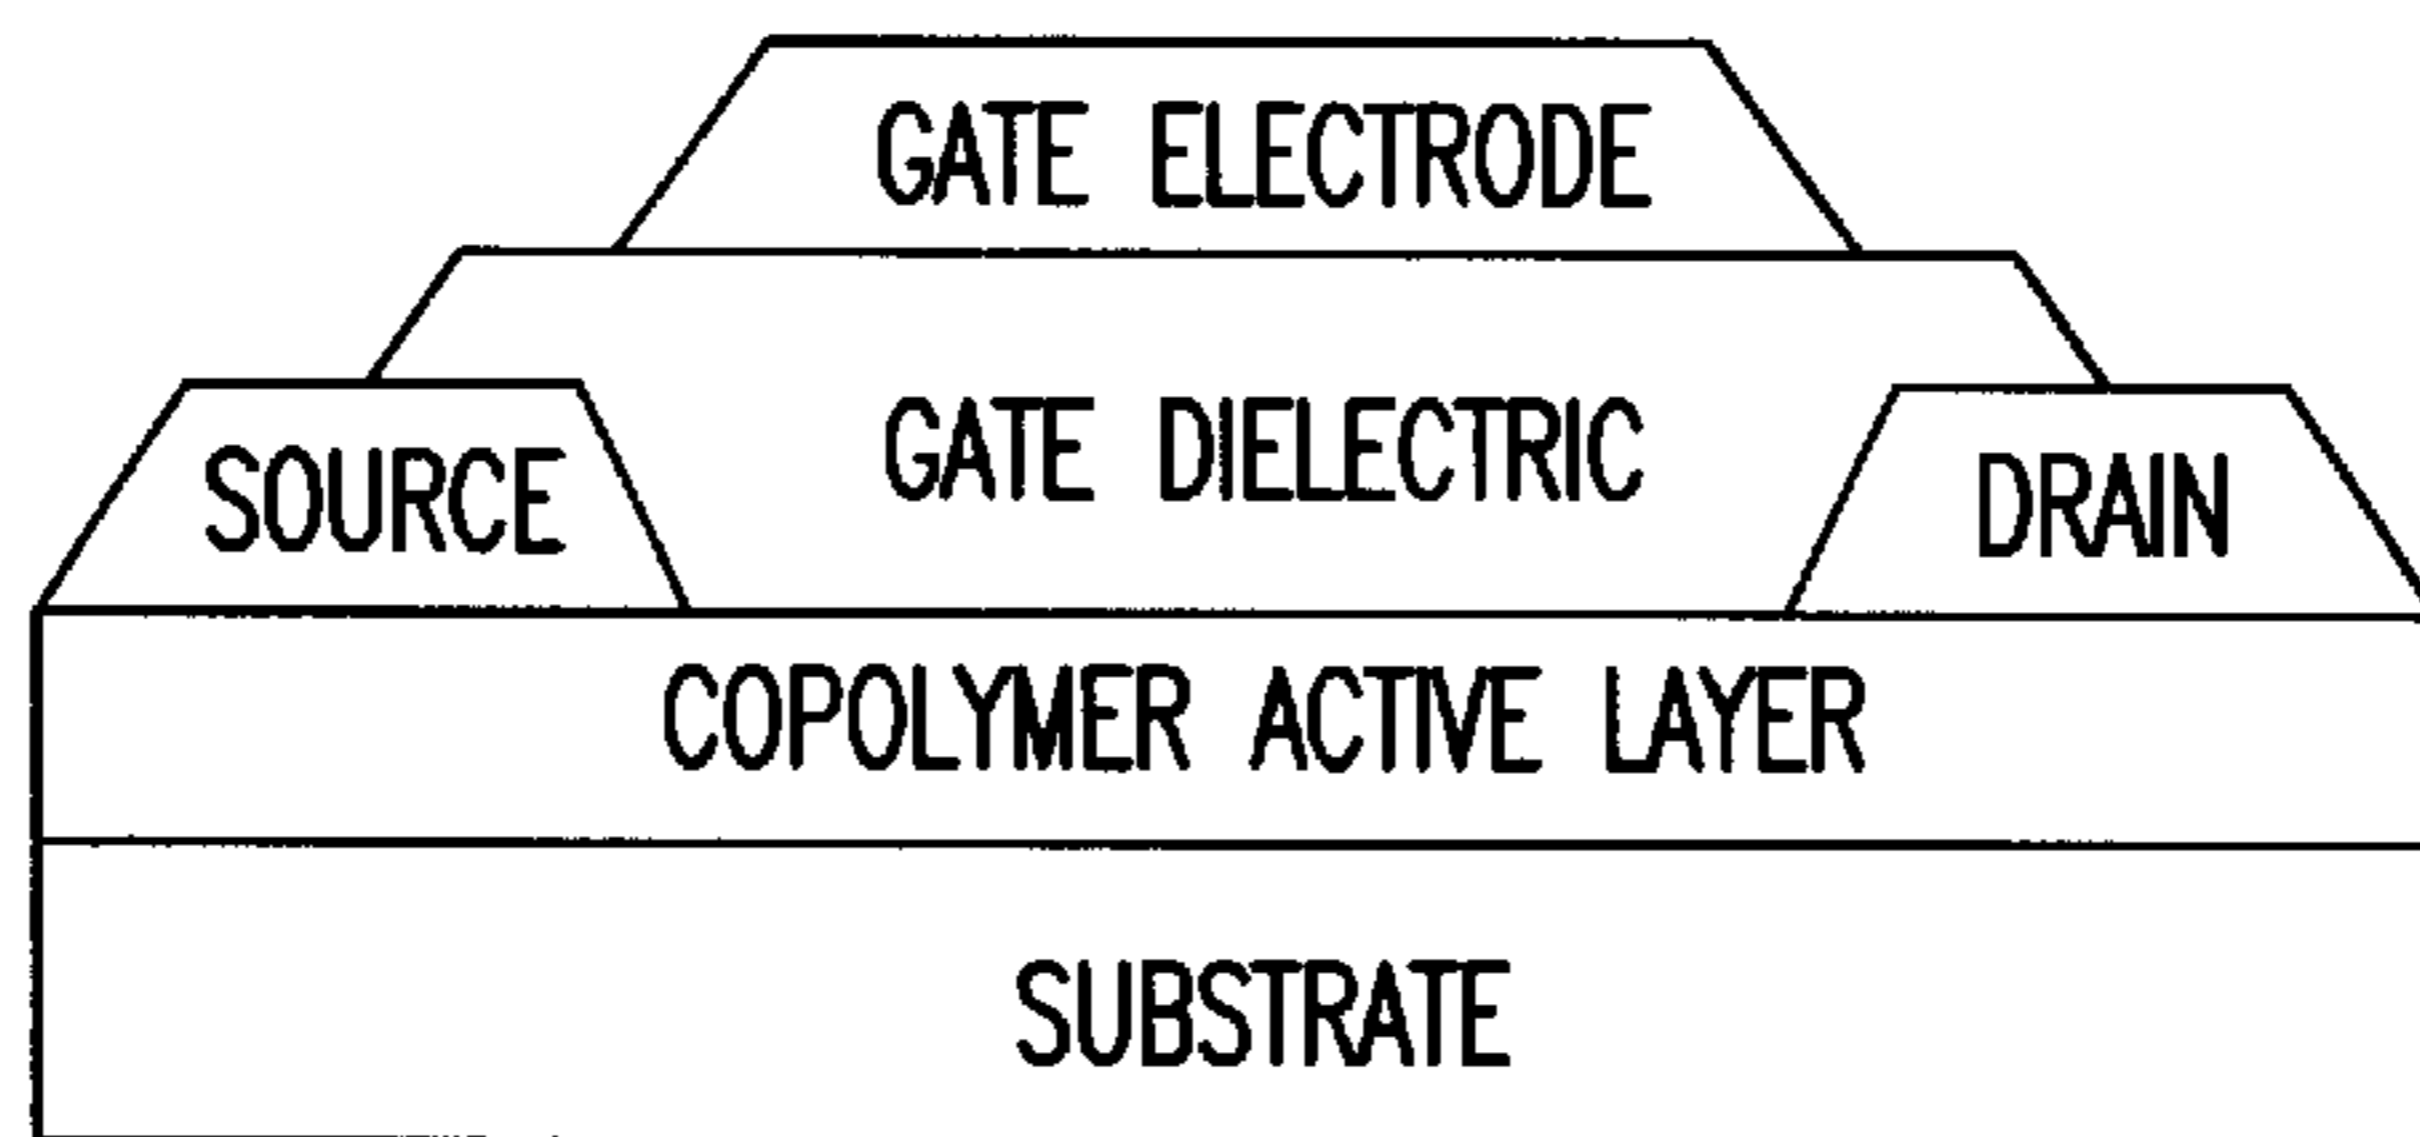 GATE ELECTRODE
GATE DIELECTRIC
SOURCE
DRAIN
COPOLYMER ACTIVE LAYER
SUBSTRATE